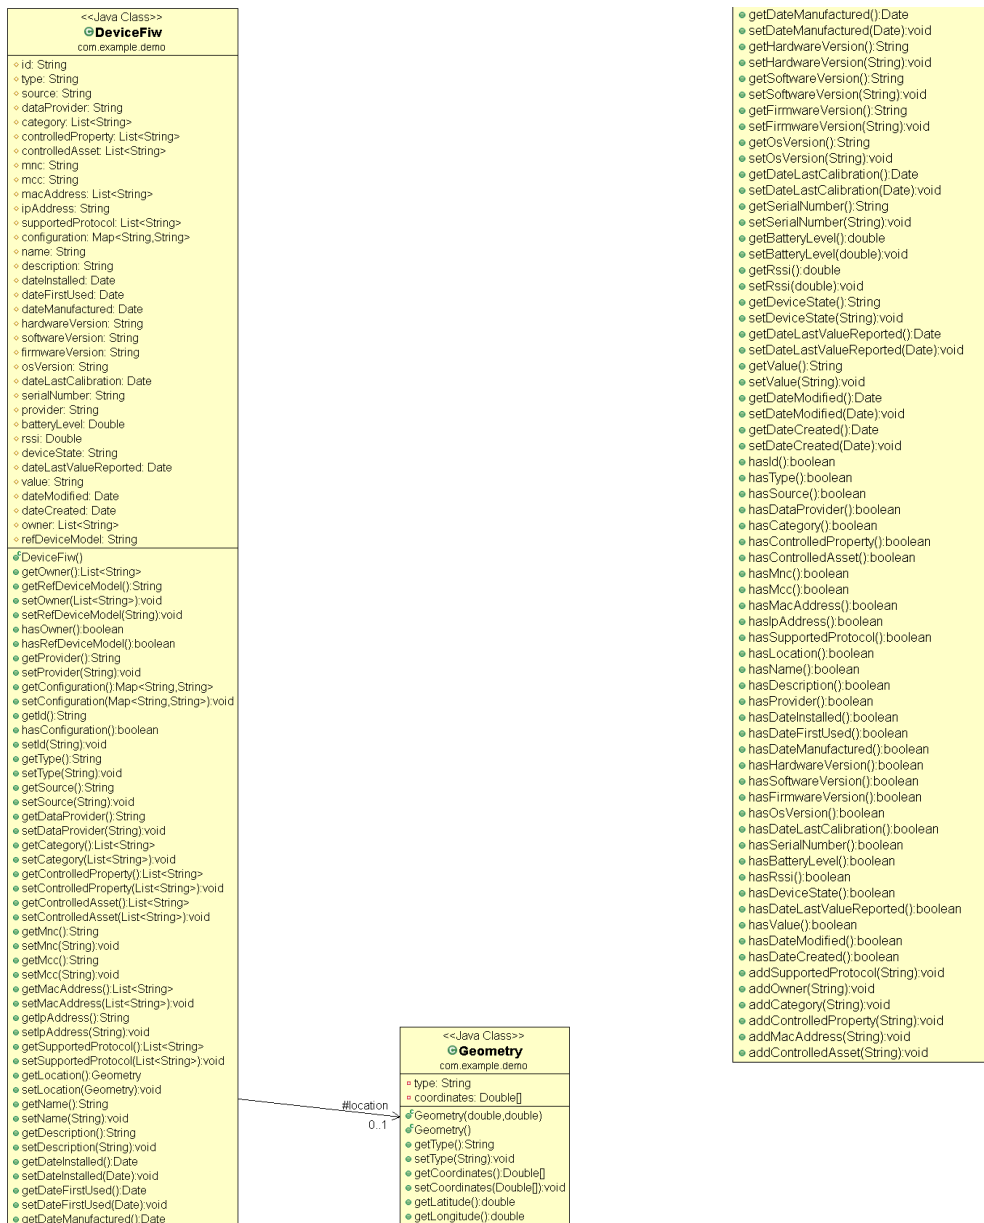 <<Java Class>>
DeviceFiw
com.example.demo
id: String
type: String
source: String
dataProvider: String
category: List<String>
controlledProperty: List<String>
controlledAsset: List<String>
mnc: String
mcc: String
macAddress: List<String>
ipAddress: String
supportedProtocol: List<String>
configuration: Map<String,String>
name: String
description: String
dateInstalled: Date
dateFirstUsed: Date
dateManufactured: Date
hardwareVersion: String
softwareVersion: String
firmwareVersion: String
osVersion: String
dateLastCalibration: Date
serialNumber: String
provider: String
batteryLevel: Double
rssi: Double
deviceState: String
dateLastValueReported: Date
value: String
dateModified: Date
dateCreated: Date
owner: List<String>
refDeviceModel: String
DeviceFiw()
getOwner():List<String>
getRefDeviceModel():String
setOwner(List<String>):void
setRefDeviceModel(String):void
hasOwner():boolean
hasRefDeviceModel():boolean
getProvider():String
setProvider(String):void
getConfiguration():Map<String,String>
setConfiguration(Map<String,String>):void
getId():String
hasConfiguration():boolean
setId(String):void
getType():String
setType(String):void
getSource():String
setSource(String):void
getDataProvider():String
setDataProvider(String):void
getCategory():List<String>
setCategory(List<String>):void
getControlledProperty():List<String>
setControlledProperty(List<String>):void
getControlledAsset():List<String>
setControlledAsset(List<String>):void
getMnc():String
setMnc(String):void
getMcc():String
setMcc(String):void
getMacAddress():List<String>
setMacAddress(List<String>):void
getIpAddress():String
setIpAddress(String):void
getSupportedProtocol():List<String>
setSupportedProtocol(List<String>):void
getLocation():Geometry
setLocation(Geometry):void
getName():String
setName(String):void
getDescription():String
setDescription(String):void
getDateInstalled():Date
setDateInstalled(Date):void
getDateFirstUsed():Date
setDateFirstUsed(Date):void
getDateManufactured():Date
#location
0..1
<<Java Class>>
Geometry
com.example.demo
type: String
coordinates: Double[]
Geometry(double,double)
Geometry()
getType():String
setType(String):void
getCoordinates():Double[]
setCoordinates(Double[]):void
getLatitude():double
getLongitude():double
getDateManufactured():Date
setDateManufactured(Date):void
getHardwareVersion():String
setHardwareVersion(String):void
getSoftwareVersion():String
setSoftwareVersion(String):void
getFirmwareVersion():String
setFirmwareVersion(String):void
getOsVersion():String
setOsVersion(String):void
getDateLastCalibration():Date
setDateLastCalibration(Date):void
getSerialNumber():String
setSerialNumber(String):void
getBatteryLevel():double
setBatteryLevel(double):void
getRssi():double
setRssi(double):void
getDeviceState():String
setDeviceState(String):void
getDateLastValueReported():Date
setDateLastValueReported(Date):void
getValue():String
setValue(String):void
getDateModified():Date
setDateModified(Date):void
getDateCreated():Date
setDateCreated(Date):void
hasId():boolean
hasType():boolean
hasSource():boolean
hasDataProvider():boolean
hasCategory():boolean
hasControlledProperty():boolean
hasControlledAsset():boolean
hasMnc():boolean
hasMcc():boolean
hasMacAddress():boolean
hasIpAddress():boolean
hasSupportedProtocol():boolean
hasLocation():boolean
hasName():boolean
hasDescription():boolean
hasProvider():boolean
hasDateInstalled():boolean
hasDateFirstUsed():boolean
hasDateManufactured():boolean
hasHardwareVersion():boolean
hasSoftwareVersion():boolean
hasFirmwareVersion():boolean
hasOsVersion():boolean
hasDateLastCalibration():boolean
hasSerialNumber():boolean
hasBatteryLevel():boolean
hasRssi():boolean
hasDeviceState():boolean
hasDateLastValueReported():boolean
hasValue():boolean
hasDateModified():boolean
hasDateCreated():boolean
addSupportedProtocol(String):void
addOwner(String):void
addCategory(String):void
addControlledProperty(String):void
addMacAddress(String):void
addControlledAsset(String):void